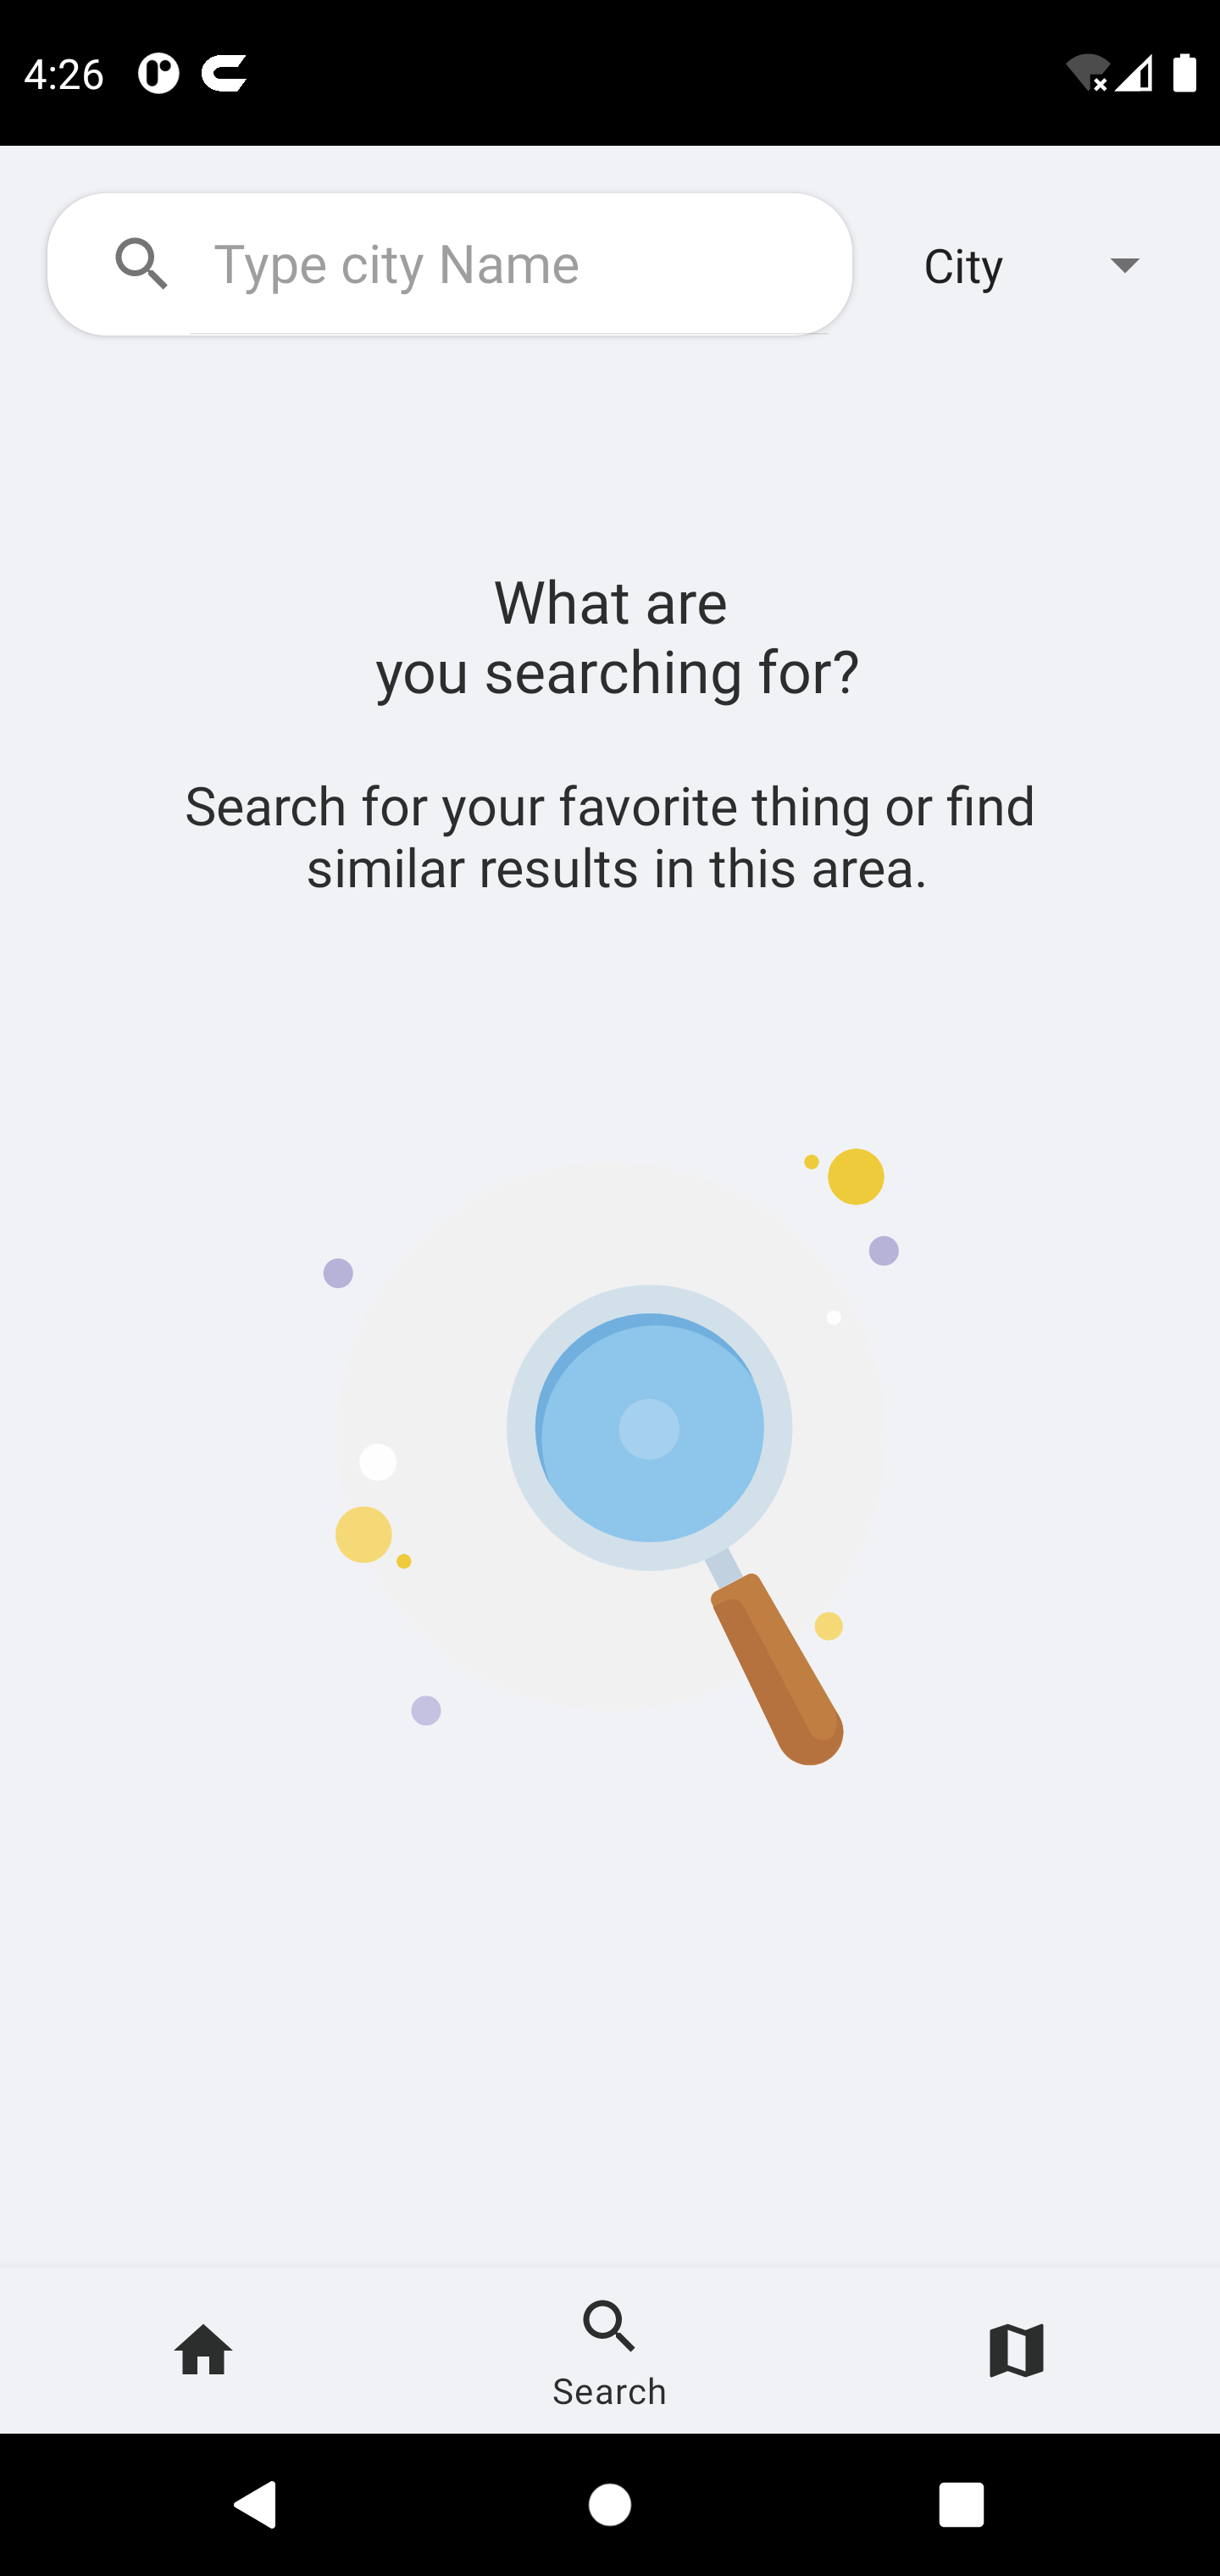 4:26
Type city Name
City
What are
you searching for?
Search for your favorite thing or find
similar results in this area.
Search